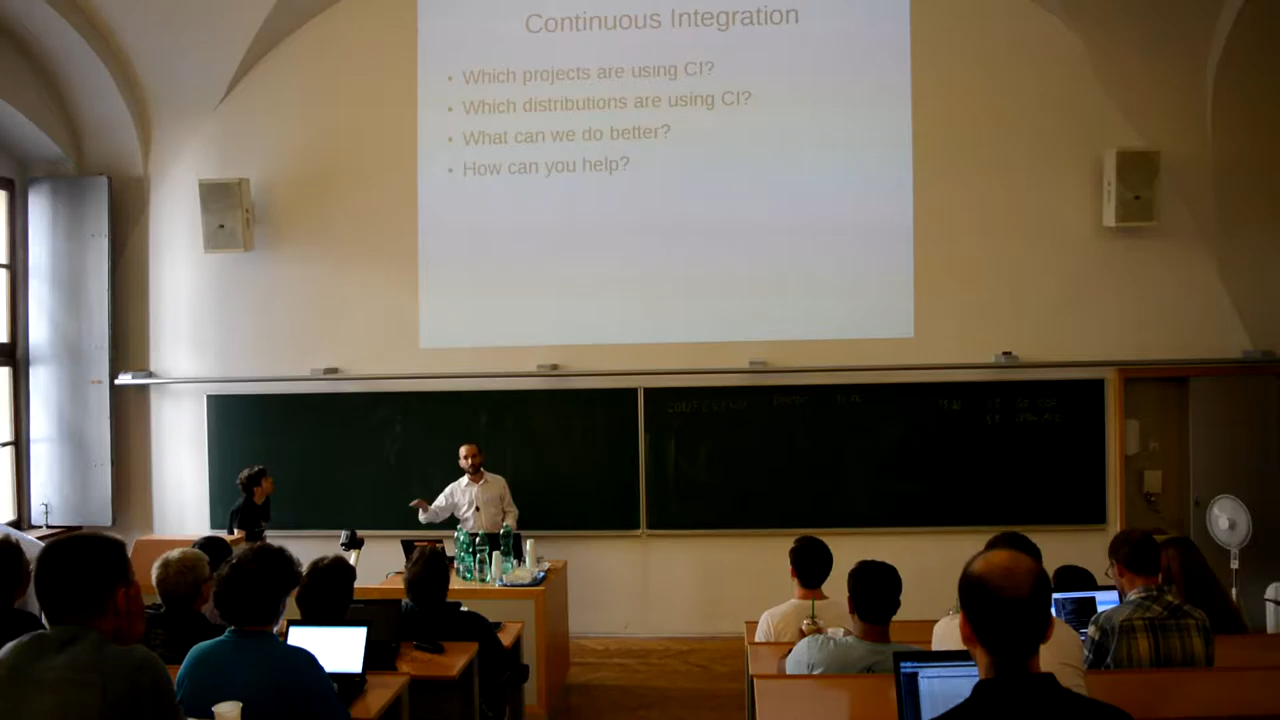 Continuous Integration
• Which projects are using CI?
• Which distributions are using CI?
• What can we do better?
• How can you help?